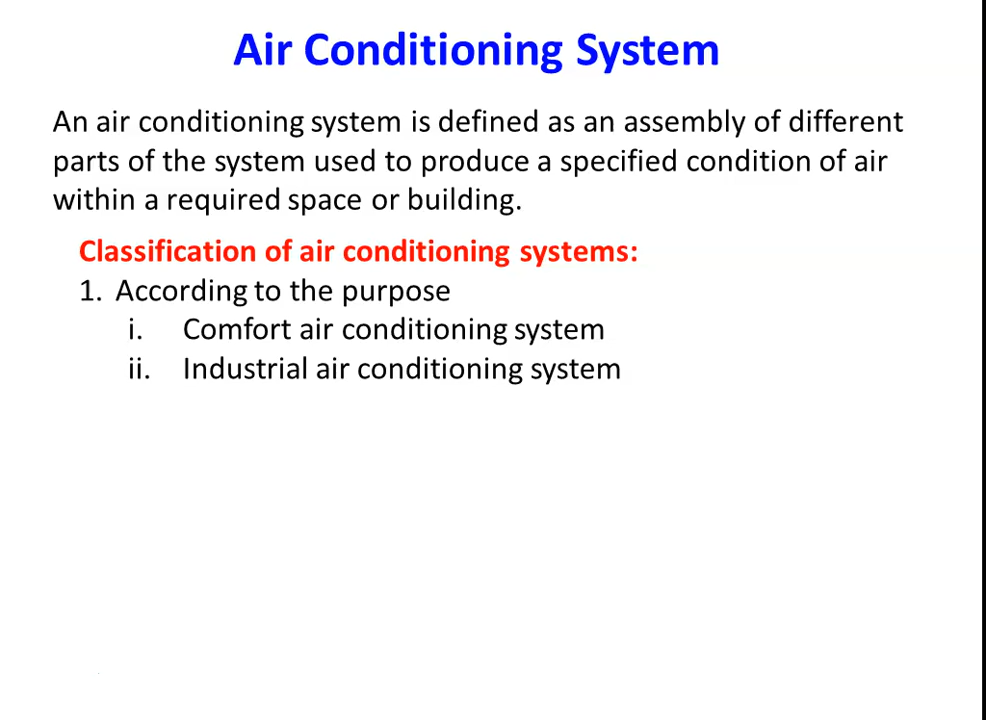 Air Conditioning System
An air conditioning system is defined as an assembly of different
parts of the system used to produce a specified condition of air
within a required space or building.
Classification of air conditioning systems:
1. According to the purpose
i. Comfort air conditioning system
ii. Industrial air conditioning system